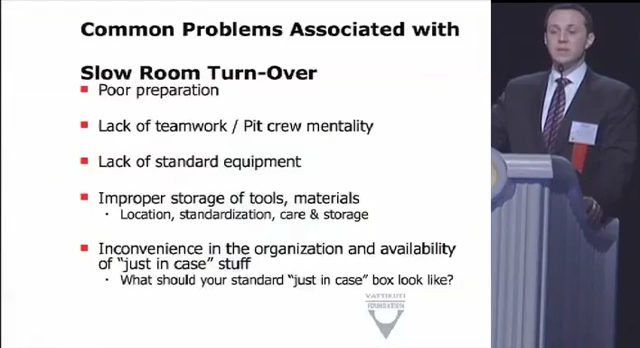 Common Problems Associated with
Slow Room Turn-Over
Poor preparation
Lack of teamwork / Pit crew mentality
Lack of standard equipment
Improper storage of tools, materials
Location, standardization, care & storage
Inconvenience in the organization and availability
of “just in case” stuff
What should your standard “just in case” box look like?
VATTIKUTI
FOUNDATION